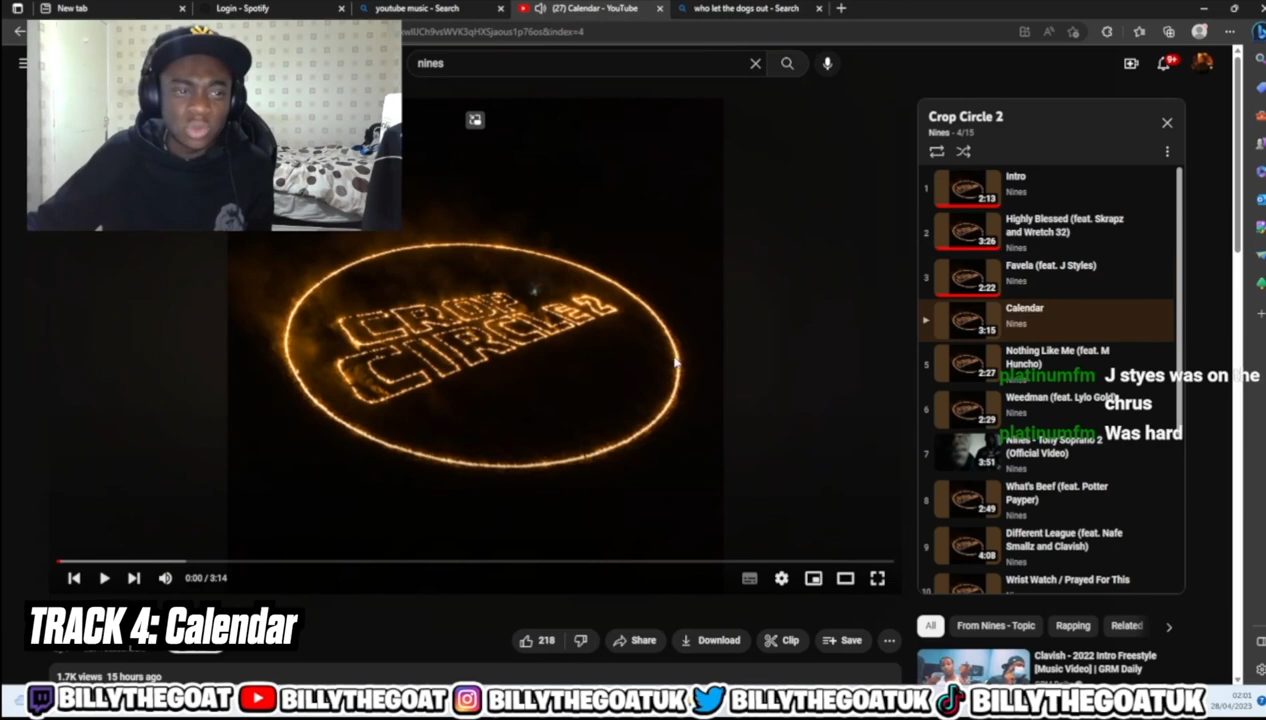 New tab
Login - Spotify
youtube music - Search
(27) Calendar - YouTube
who let the dogs out - Search
wIlJCh9vsWVK3qHXSjaous1p76os&index=4
nines
9+
CROP
CIRCLE 2
Crop Circle 2
Nines - 4/15
1
Intro
Nines
2:13
2
Highly Blessed (feat. Skrapz
and Wretch 32)
Nines
3:26
3
Favela (feat. J Styles)
Nines
2:22
Calendar
Nines
3:15
5
Nothing Like Me (feat. M
Huncho)
2:27
platinumfm J styes was on the
chrus
6
Weedman (feat. Lylo Gold)
Nines
2:29
platinumfm Was hard
7
Nines - Tony Soprano 2
(Official Video)
Nines
3:51
8
What's Beef (feat. Potter
Payper)
Nines
2:49
9
Different League (feat. Nafe
Smallz and Clavish)
Nines
4:08
10
Wrist Watch / Prayed For This
0:00 / 3:14
TRACK 4: Calendar
218
Share
Download
Clip
Save
All
From Nines - Topic
Rapping
Related
Clavish - 2022 Intro Freestyle
[Music Video] | GRM Daily
1.7K views 15 hours ago
BILLYTHEGOAT
BILLYTHEGOAT
BILLYTHEGOATUK
BILLYTHEGOATUK
BILLYTHEGOATUK
02:01
28/04/2023